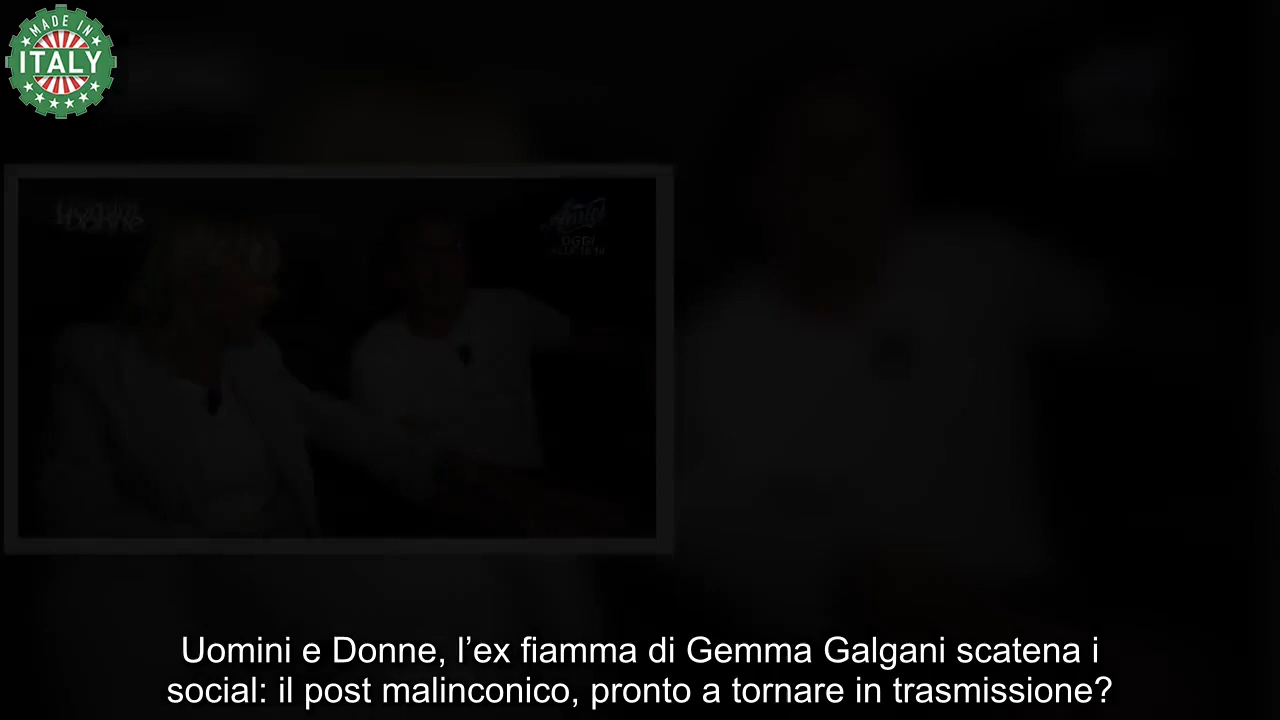 MADE IN
ITALY
Uomini e Donne, l’ex fiamma di Gemma Galgani scatena i
social: il post malinconico, pronto a tornare in trasmissione?